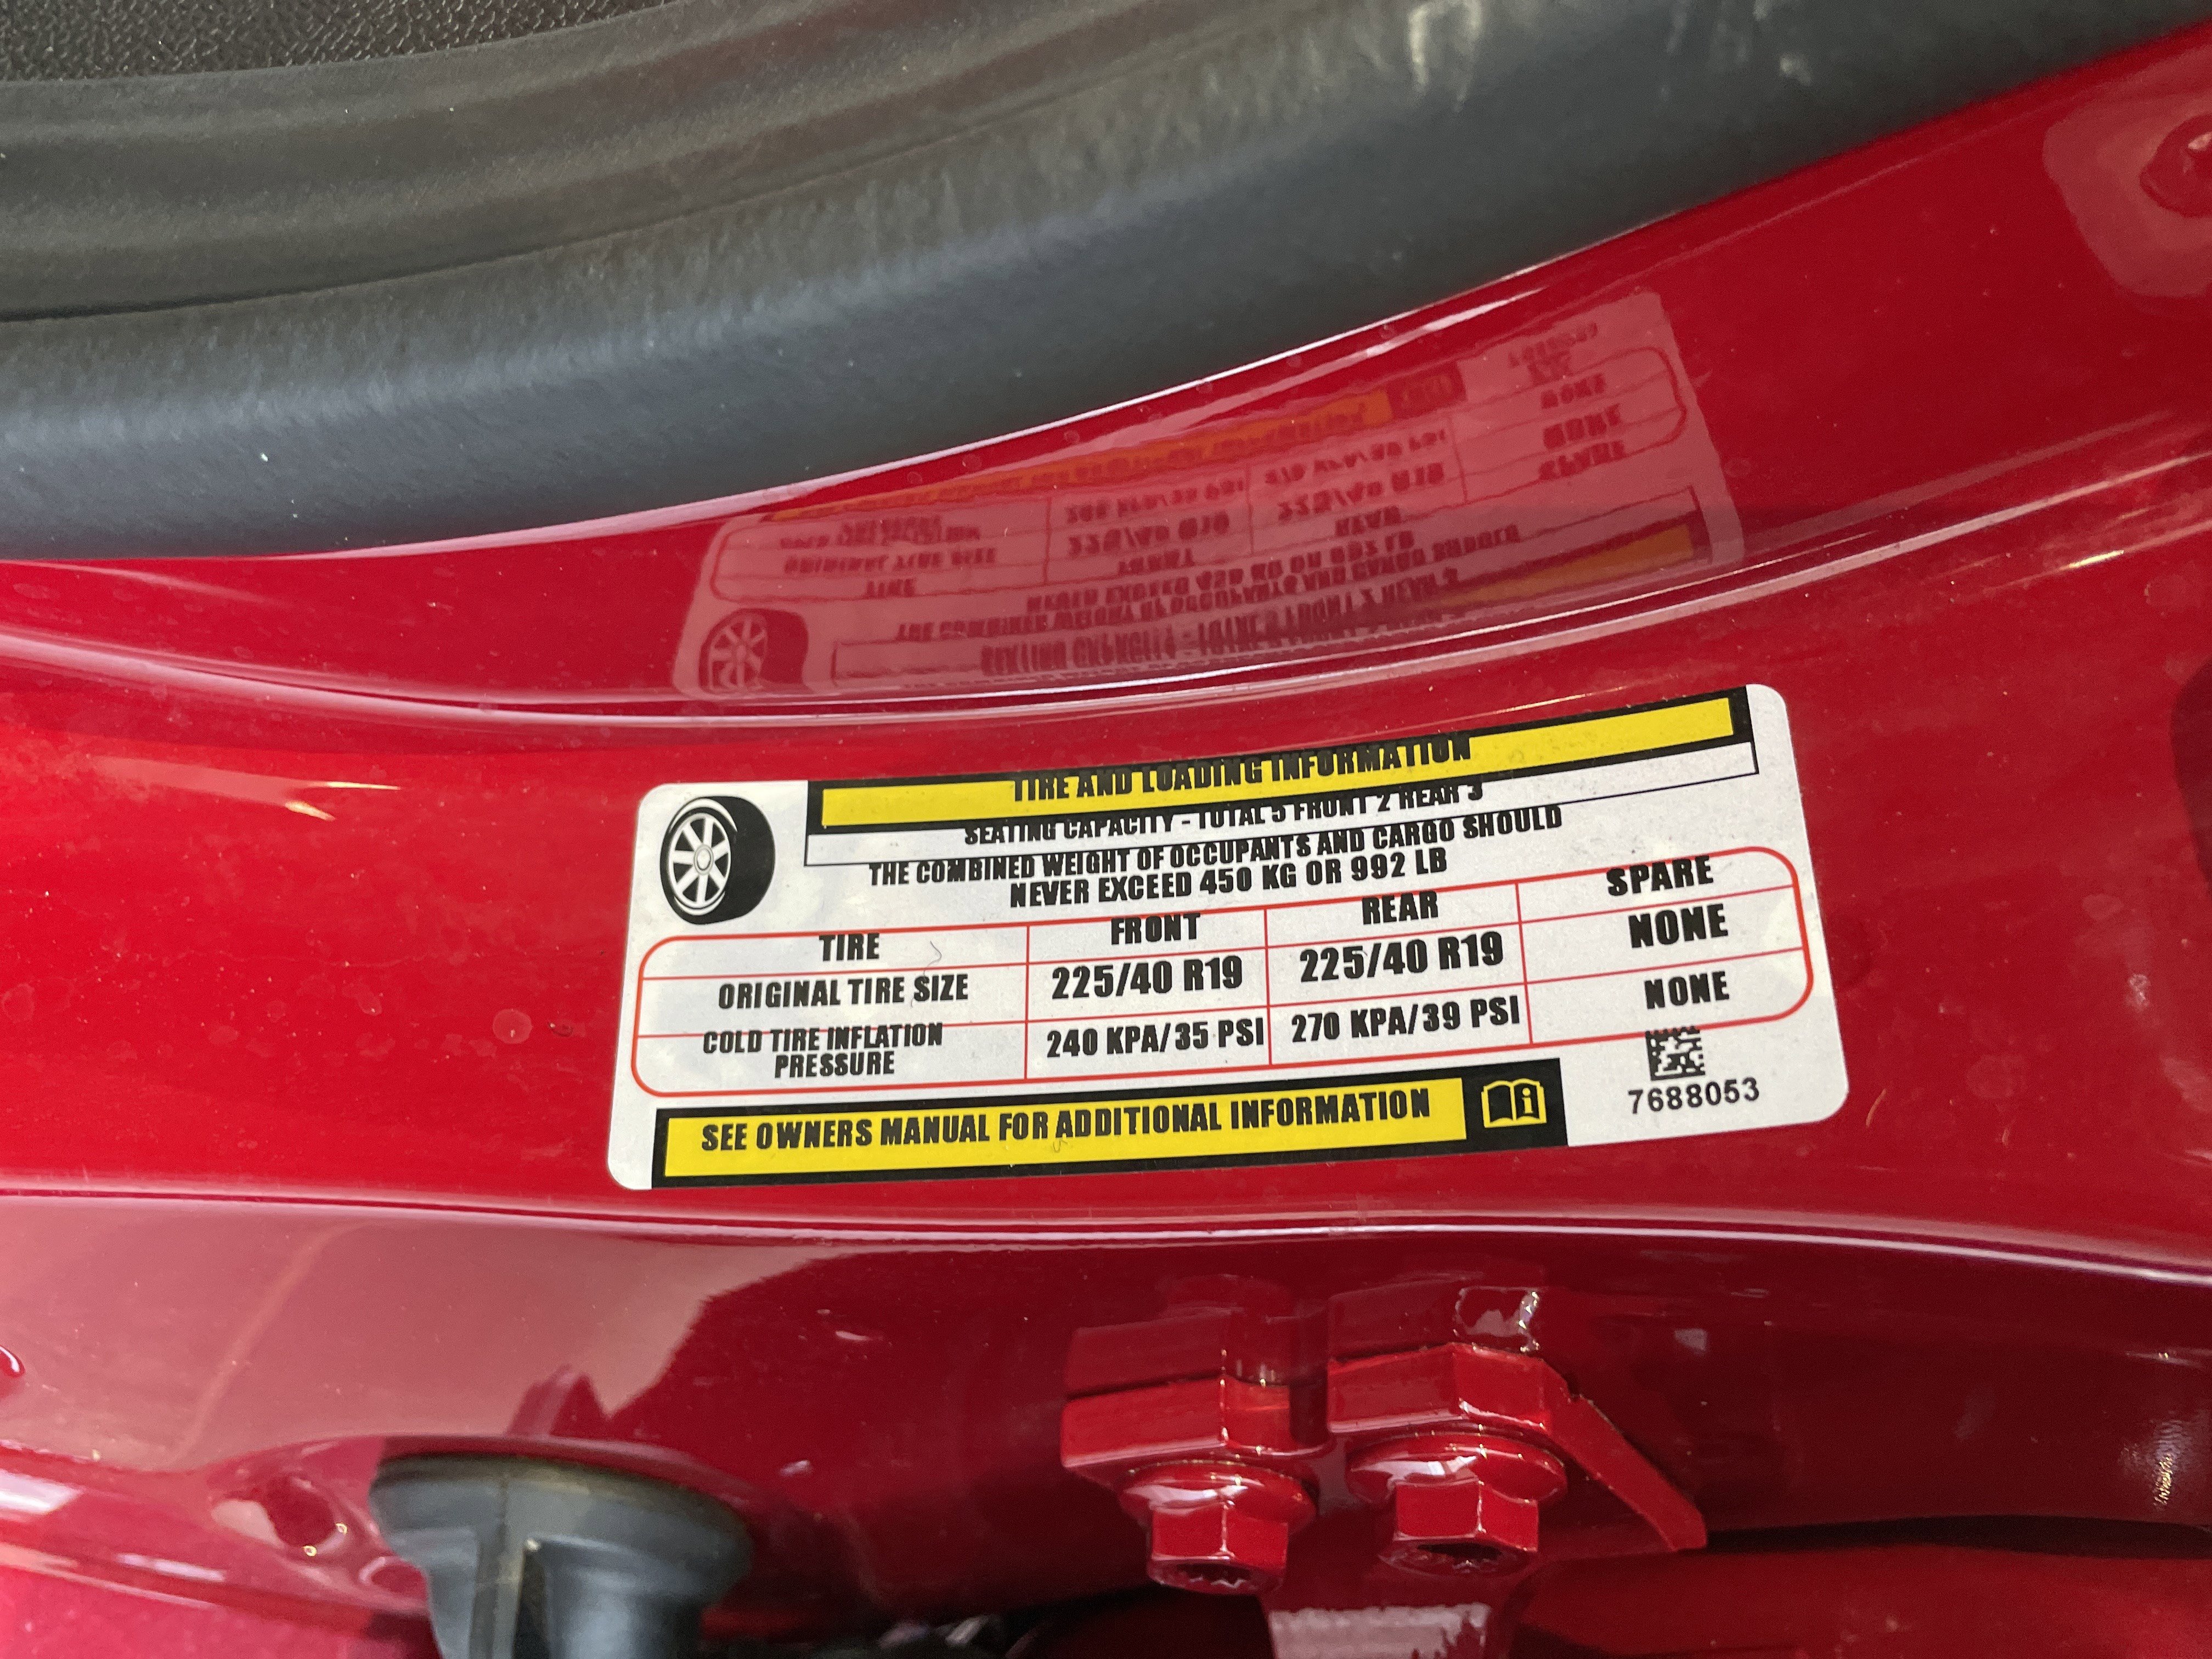 TIRE AND LOADING INFORMATION
SEATING CAPACITY - TOTAL 5 FRONT 2 REAR 3
THE COMBINED WEIGHT OF OCCUPANTS AND CARGO SHOULD
NEVER EXCEED 450 KG OR 992 LB
TIRE FRONT REAR SPARE
ORIGINAL TIRE SIZE 225/40 R19 225/40 R19 NONE
COLD TIRE INFLATION
PRESSURE 240 KPA/35 PSI 270 KPA/39 PSI NONE
SEE OWNERS MANUAL FOR ADDITIONAL INFORMATION
7688053